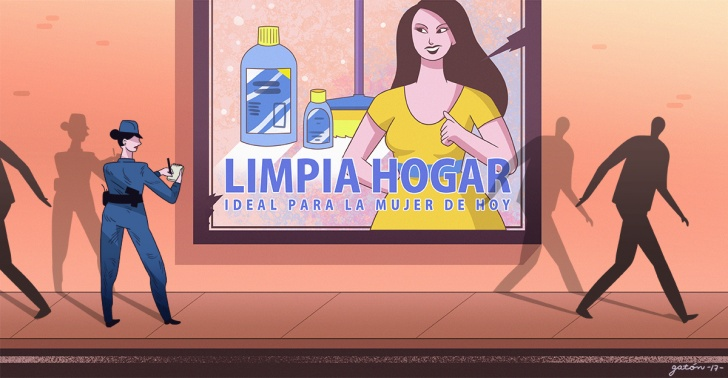 LIMPIA HOGAR
IDEAL PARA LA MUJER DE HOY
gatón -17-